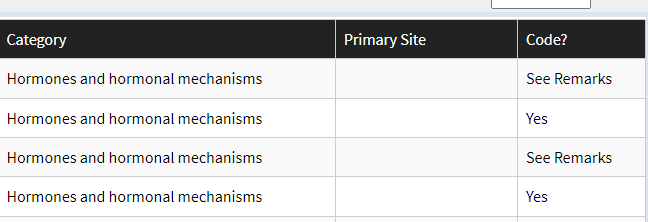 Category Primary Site Code?
Hormones and hormonal mechanisms See Remarks
Hormones and hormonal mechanisms Yes
Hormones and hormonal mechanisms See Remarks
Hormones and hormonal mechanisms Yes